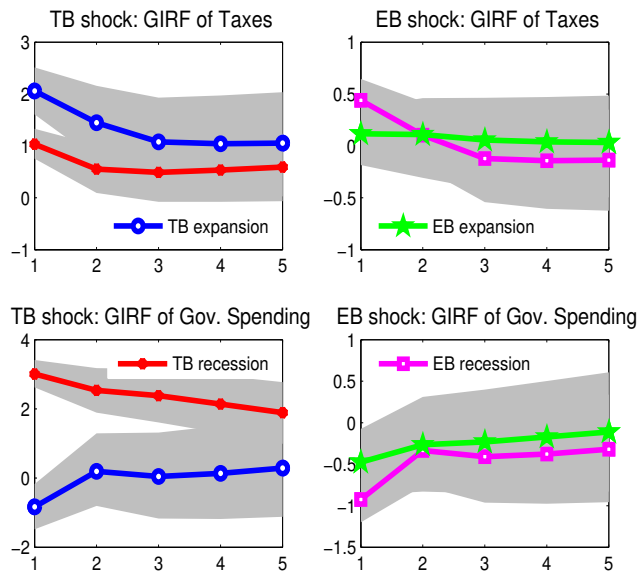 TB shock: GIRF of Taxes
3
2
1
0
−1
1 2 3 4 5
TB expansion
EB shock: GIRF of Taxes
1
0.5
0
−0.5
−1
1 2 3 4 5
EB expansion
TB shock: GIRF of Gov. Spending
4
2
0
−2
1 2 3 4 5
TB recession
EB shock: GIRF of Gov. Spending
1
0.5
0
−0.5
−1
−1.5
1 2 3 4 5
EB recession